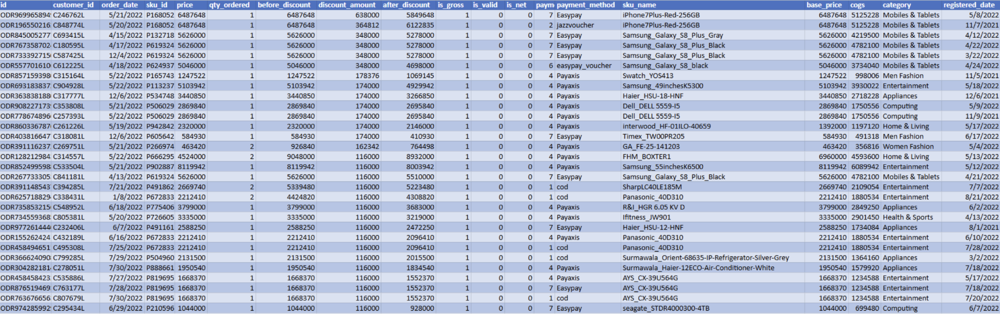 id customer_id order_date sku_id price qty_ordered before_discount discount_amount after_discount is_gross is_valid is_net paym payment_method sku_name base_price cogs category registered_date
ODR969965894 C246762L 5/21/2022 P168052 6487648 1 6487648 638000 5849648 1 0 0 7 Easypay iPhone7Plus-Red-256GB 6487648 5125228 Mobiles & Tablets 5/8/2022
ODR196550216 C848774L 5/20/2022 P168052 6487648 1 6487648 364812 6122835 1 0 0 2 jazzvoucher iPhone7Plus-Red-256GB 6487648 5125228 Mobiles & Tablets 11/7/2021
ODR845005277 C693415L 4/15/2022 P132718 5626000 1 5626000 348000 5278000 1 0 0 7 Easypay Samsung_Galaxy_S8_Plus_Gray 5626000 4219500 Mobiles & Tablets 4/12/2022
ODR767358702 C180595L 4/17/2022 P619324 5626000 1 5626000 348000 5278000 1 0 0 7 Easypay Samsung_Galaxy_S8_Plus_Black 5626000 4782100 Mobiles & Tablets 4/22/2022
ODR733392715 C587425L 12/4/2022 P619324 5626000 1 5626000 348000 5278000 1 0 0 7 Easypay Samsung_Galaxy_S8_Plus_Black 5626000 4782100 Mobiles & Tablets 3/22/2022
ODR557701610 C612225L 4/18/2022 P624937 5046000 1 5046000 348000 4698000 1 0 0 6 easypay_voucher Samsung_Galaxy_S8_black 5046000 3734040 Mobiles & Tablets 4/24/2022
ODR857159398 C315164L 5/22/2022 P165743 1247522 1 1247522 178376 1069145 1 0 0 4 Payaxis Swatch_YOS413 1247522 998006 Men Fashion 11/5/2021
ODR693183837 C904928L 5/22/2022 P113237 5103942 1 5103942 174000 4929942 1 0 0 4 Payaxis Samsung_49inchesK5300 5103942 3930022 Entertainment 5/18/2022
ODR363838188 C317777L 12/6/2022 P534748 3440850 1 3440850 174000 3266850 1 0 0 4 Payaxis Haier_HSU-18-HNF 3440850 2718228 Appliances 12/6/2021
ODR908227173 C353808L 5/21/2022 P506029 2869840 1 2869840 174000 2695840 1 0 0 4 Payaxis Dell_DELL 5559-I5 2869840 1750556 Computing 5/9/2022
ODR778674896 C257393L 5/22/2022 P506029 2869840 1 2869840 174000 2695840 1 0 0 4 Payaxis Dell_DELL 5559-I5 2869840 1750556 Computing 11/9/2021
ODR860336787 C261226L 5/19/2022 P942842 2320000 1 2320000 174000 2146000 1 0 0 4 Payaxis interwood_HF-01ILO-40659 1392000 1197120 Home & Living 5/17/2022
ODR403816647 C318081L 12/6/2022 P605642 584930 1 584930 174000 410930 1 0 0 7 Easypay Timex_TW00PR205 584930 491318 Men Fashion 6/17/2022
ODR391116237 C269751L 5/21/2022 P266974 463420 2 926840 162342 764498 1 0 0 4 Payaxis GA_FE-25-141203 463420 356816 Women Fashion 5/4/2022
ODR128212984 C314557L 5/22/2022 P666295 4524000 2 9048000 116000 8932000 1 0 0 4 Payaxis FHM_BOXTER1 6960000 4593600 Home & Living 5/13/2022
ODR852499598 C533504L 5/21/2022 P902887 8119942 1 8119942 116000 8003942 1 0 0 4 Payaxis Samsung_55inchesK6500 8119942 6089942 Entertainment 5/12/2022
ODR267733305 C841181L 4/13/2022 P619324 5626000 1 5626000 116000 5510000 1 0 0 7 Easypay Samsung_Galaxy_S8_Plus_Black 5626000 4782100 Mobiles & Tablets 4/21/2022
ODR391148543 C394285L 7/21/2022 P491862 2669740 2 5339480 116000 5223480 1 0 0 1 cod SharpLC40LE185M 2669740 2109054 Entertainment 7/7/2022
ODR625718829 C338431L 1/8/2022 P672833 2212410 2 4424820 116000 4308820 1 0 0 1 cod Panasonic_40D310 2212410 1880534 Entertainment 8/21/2022
ODR735853215 C548952L 6/18/2022 P775406 3799000 1 3799000 116000 3683000 1 0 0 4 Payaxis R&I_HGR 6.05 KV D 3799000 2849250 Appliances 6/2/2022
ODR734559368 C805381L 5/20/2022 P726605 3335000 1 3335000 116000 3219000 1 0 0 4 Payaxis Ifitness_JW901 3335000 2901450 Health & Sports 4/13/2022
ODR977261444 C232406L 6/7/2022 P491161 2588250 1 2588250 116000 2472250 1 0 0 7 Easypay Haier_HSU-12-HNF 2588250 1734084 Appliances 8/1/2021
ODR155262424 C432189L 6/16/2022 P672833 2212410 1 2212410 116000 2096410 1 0 0 4 Payaxis Panasonic_40D310 2212410 1880534 Entertainment 6/10/2022
ODR458494651 C495308L 7/25/2022 P672833 2212410 1 2212410 116000 2096410 1 0 0 1 cod Panasonic_40D310 2212410 1880534 Entertainment 7/28/2022
ODR366624090 C799285L 7/29/2022 P504960 2131500 1 2131500 116000 2015500 1 0 0 1 cod Surmawala_Orient-68635-IP-Refrigerator-Silver-Grey 2131500 1364160 Appliances 3/2/2022
ODR304282181 C278051L 7/30/2022 P888661 1950540 1 1950540 116000 1834540 1 0 0 4 Payaxis Surmawala_Haier-12ECO-Air-Conditioner-White 1950540 1579920 Appliances 7/18/2022
ODR458458423 C535886L 7/27/2022 P819695 1668370 1 1668370 116000 1552370 1 0 0 4 Payaxis AYS_CX-39U564G 1668370 1234588 Entertainment 5/17/2022
ODR876519469 C763177L 7/28/2022 P819695 1668370 1 1668370 116000 1552370 1 0 0 7 Easypay AYS_CX-39U564G 1668370 1234588 Entertainment 7/18/2022
ODR763676656 C807679L 7/30/2022 P819695 1668370 1 1668370 116000 1552370 1 0 0 1 cod AYS_CX-39U564G 1668370 1234588 Entertainment 7/20/2022
ODR974285992 C295434L 6/29/2022 P210596 1044000 1 1044000 116000 928000 1 0 0 7 Easypay seagate_STDR4000300-4TB 1044000 699480 Computing 6/7/2022